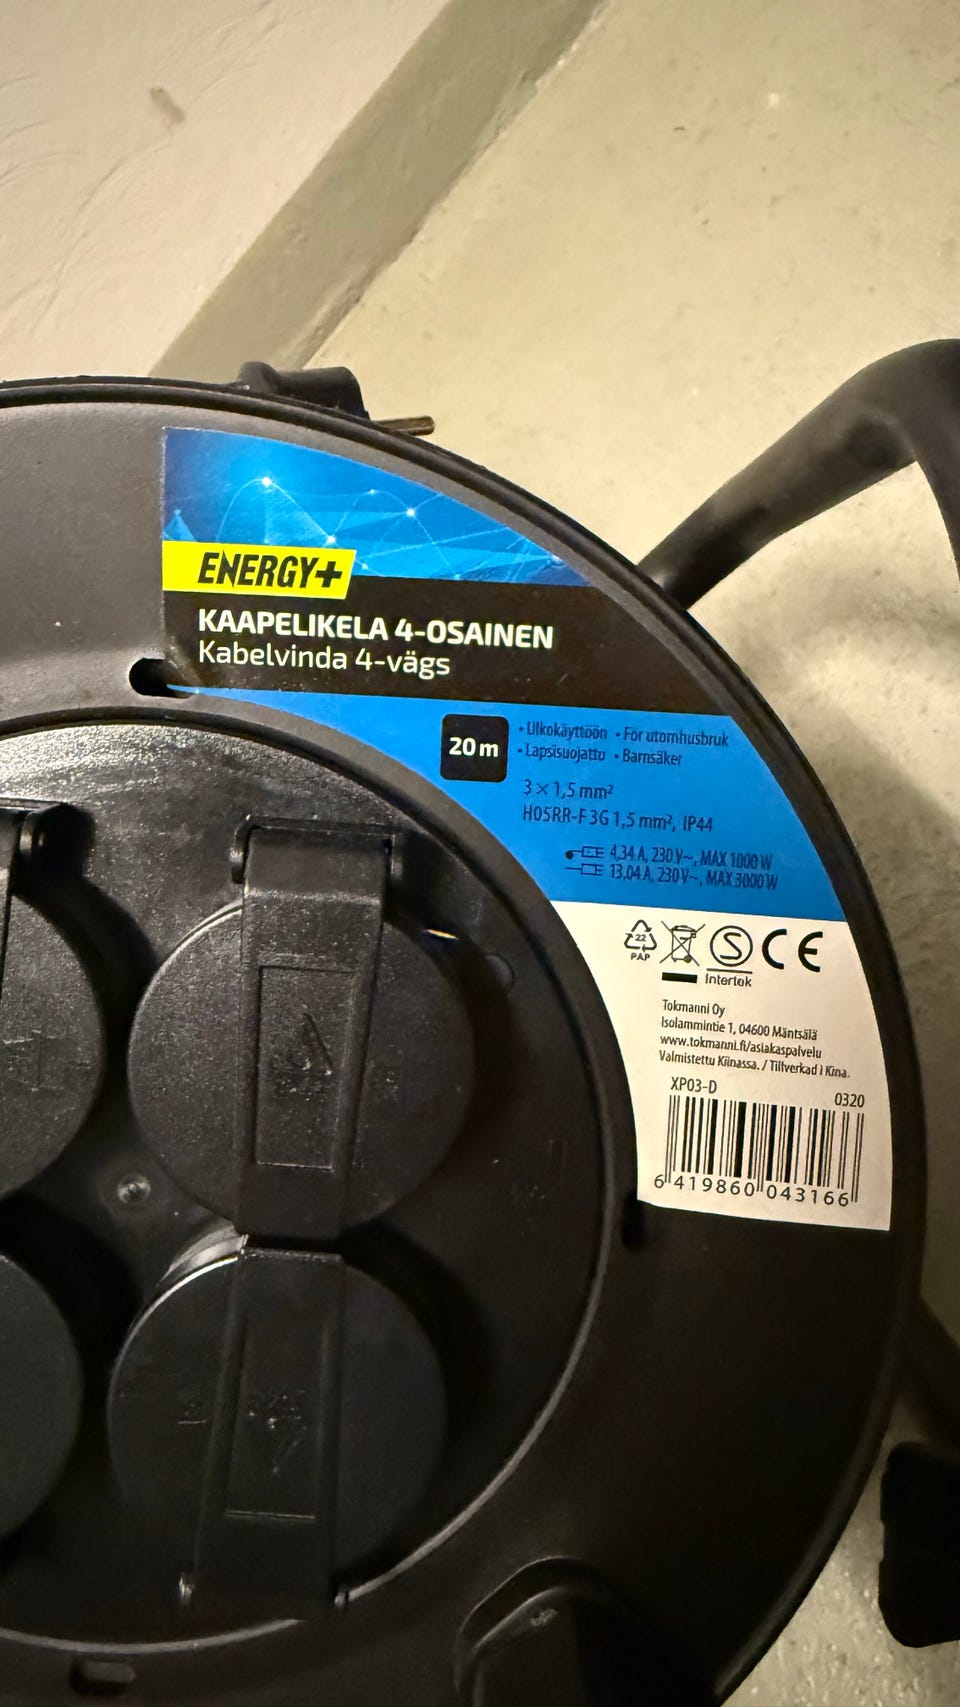 ENERGY+
KAAPELIKELA 4-OSAINEN
Kabelvinda 4-vägs
20 m
• Ulkokäyttöön • För utomhusbruk
• Lapsisuojattu • Barnsäker
3 × 1,5 mm²
H05RR-F 3G 1,5 mm², IP44
4,34 A, 230 V~, MAX 1000 W
13,04 A, 230 V~, MAX 3000 W
22
PAP
S
Intertek
CE
Tokmanni Oy
Isolammintie 1, 04600 Mäntsälä
www.tokmanni.fi/asiakaspalvelu
Valmistettu Kiinassa. / Tillverkad i Kina.
XP03-D 0320
6 419860 043166